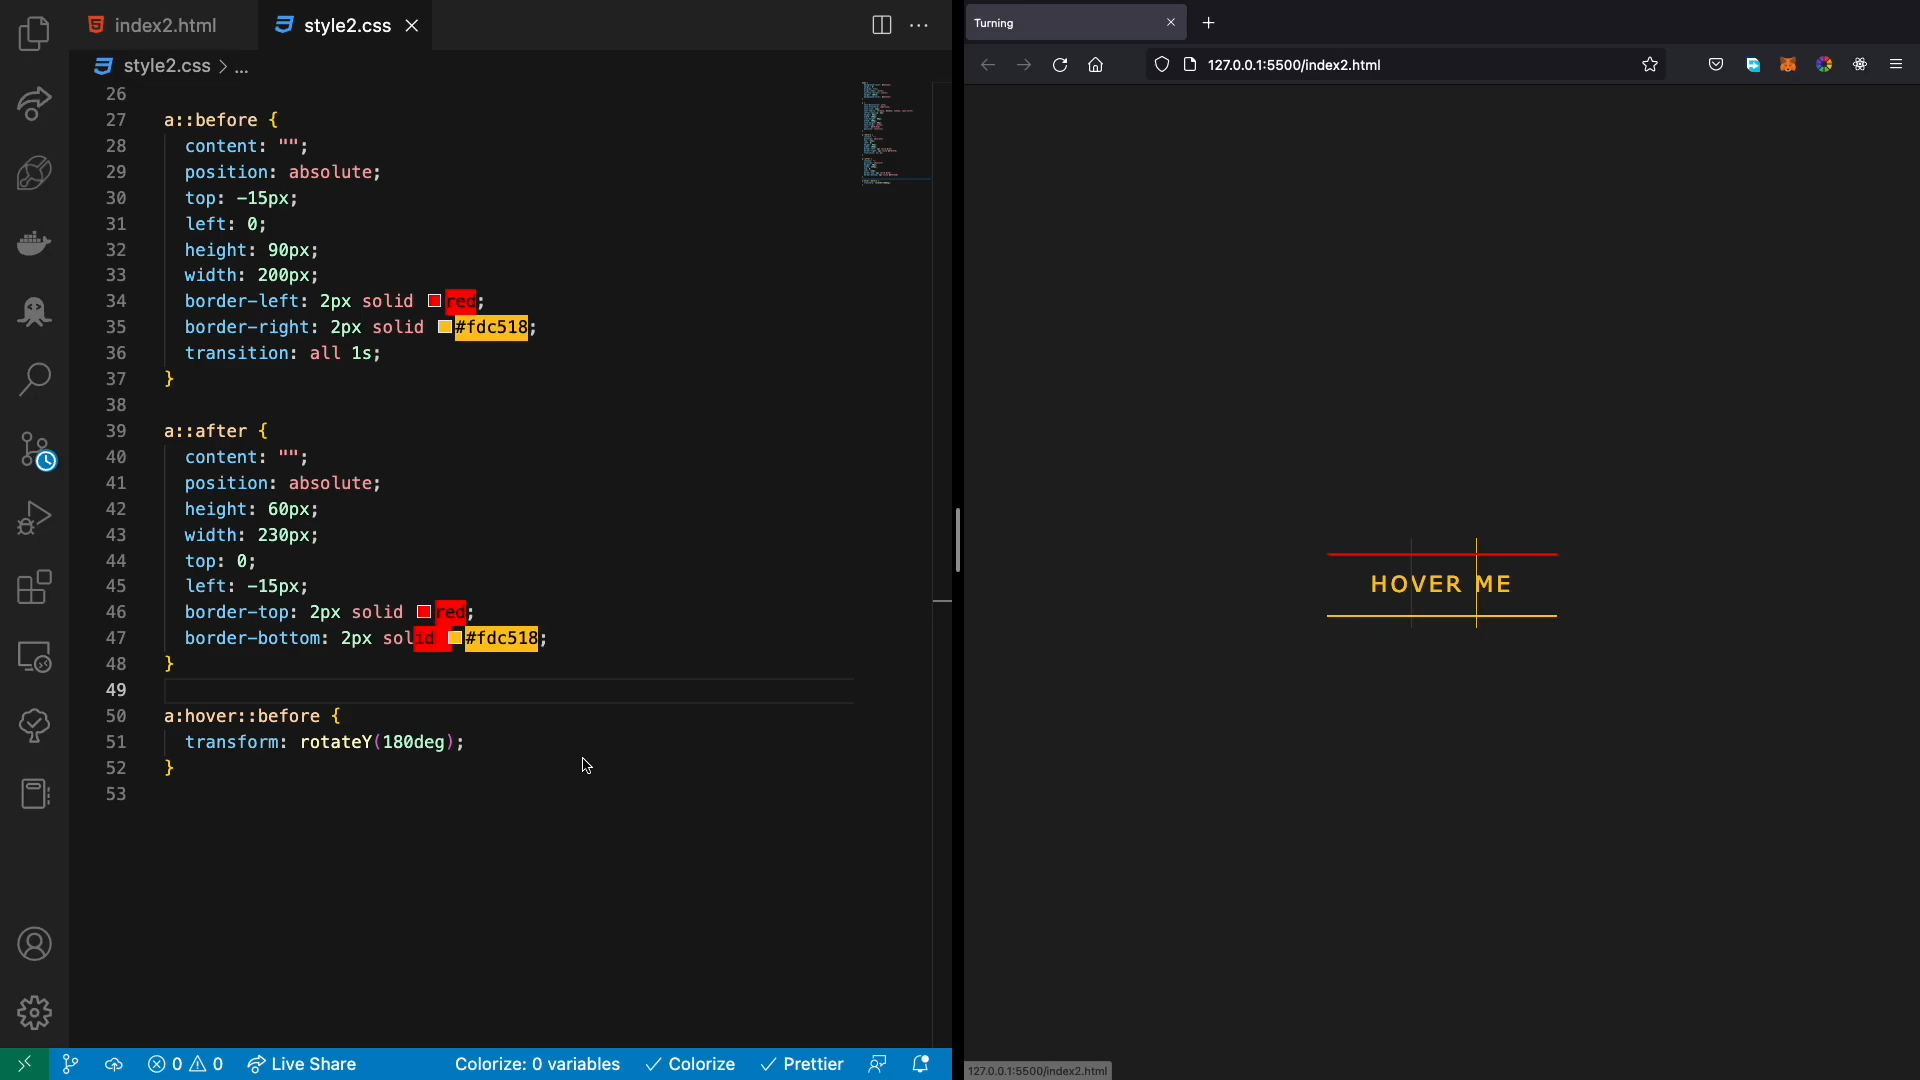 index2.html
style2.css
style2.css > ...
26
27 a::before {
28 content: "";
29 position: absolute;
30 top: -15px;
31 left: 0;
32 height: 90px;
33 width: 200px;
34 border-left: 2px solid red;
35 border-right: 2px solid #fdc518;
36 transition: all 1s;
37 }
38
39 a::after {
40 content: "";
41 position: absolute;
42 height: 60px;
43 width: 230px;
44 top: 0;
45 left: -15px;
46 border-top: 2px solid red;
47 border-bottom: 2px solid #fdc518;
48 }
49
50 a:hover::before {
51 transform: rotateY(180deg);
52 }
53
0 0 Live Share Colorize: 0 variables Colorize Prettier
Turning
127.0.0.1:5500/index2.html
HOVER ME
127.0.0.1:5500/index2.html